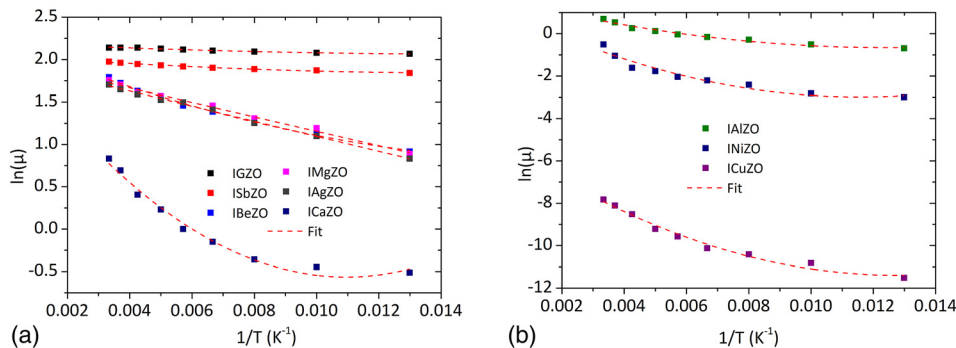 2.5
2.0
1.5
1.0
0.5
0.0
-0.5
ln(μ)
IGZO
ISbZO
IBeZO
IMgZO
IAgZO
ICaZO
Fit
0.002 0.004 0.006 0.008 0.010 0.012 0.014
1/T (K⁻¹)
(a)
0
-2
-4
-6
-8
-10
-12
ln(μ)
IAlZO
INiZO
ICuZO
Fit
0.002 0.004 0.006 0.008 0.010 0.012 0.014
1/T (K⁻¹)
(b)